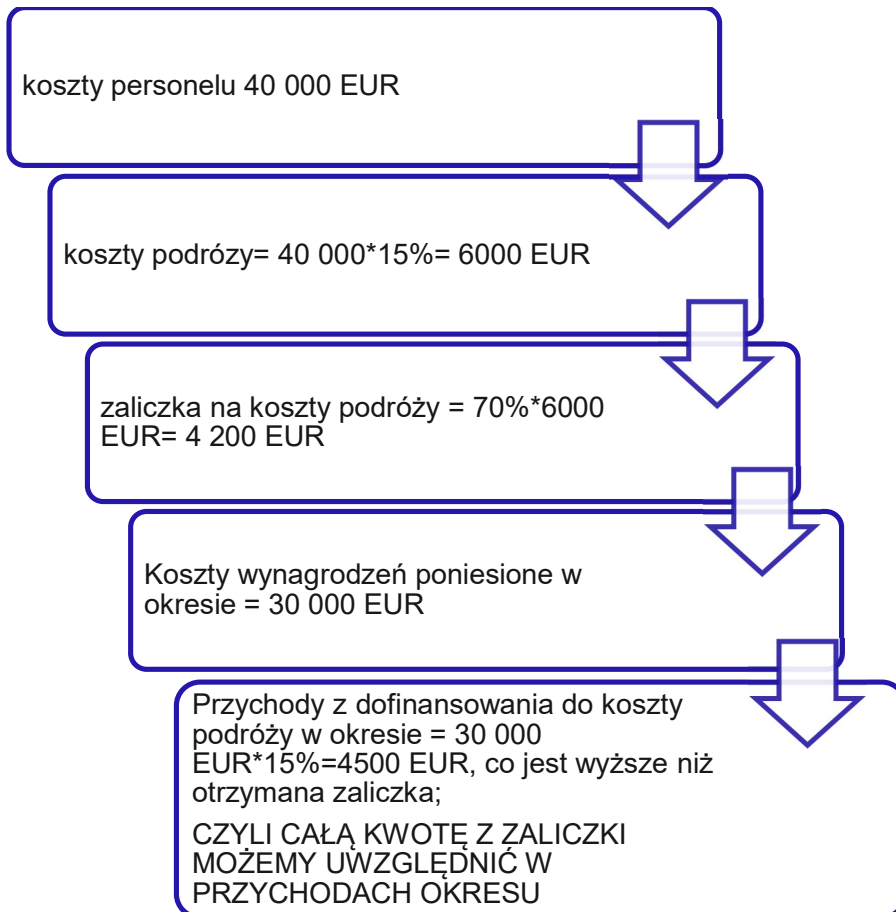 koszty personelu 40 000 EUR
koszty podrózy= 40 000*15%= 6000 EUR
zaliczka na koszty podróży = 70%*6000
EUR= 4 200 EUR
Koszty wynagrodzeń poniesione w
okresie = 30 000 EUR
Przychody z dofinansowania do koszty
podróży w okresie = 30 000
EUR*15%=4500 EUR, co jest wyższe niż
otrzymana zaliczka;
CZYLI CAŁĄ KWOTĘ Z ZALICZKI
MOŻEMY UWZGLĘDNIĆ W
PRZYCHODACH OKRESU